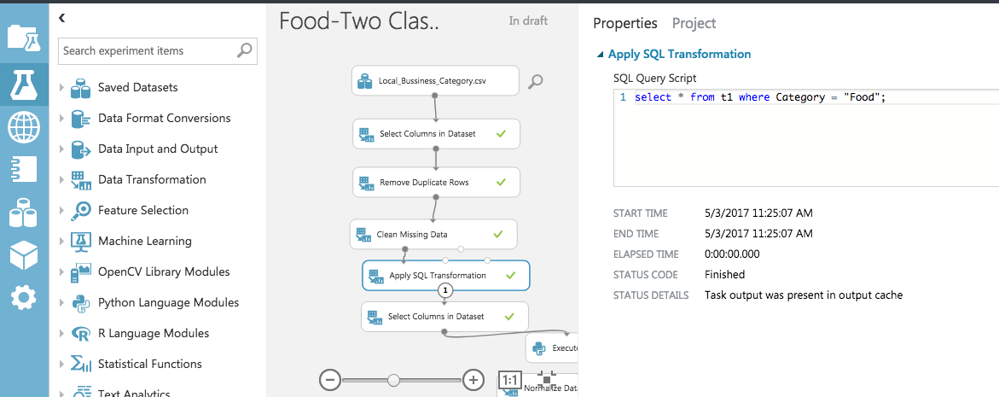 Food-Two Clas..
In draft
Properties Project
Search experiment items
Saved Datasets
Data Format Conversions
Data Input and Output
Data Transformation
Feature Selection
Machine Learning
OpenCV Library Modules
Python Language Modules
R Language Modules
Statistical Functions
Text Analytics
Local_Bussiness_Category.csv
Select Columns in Dataset
Remove Duplicate Rows
Clean Missing Data
Apply SQL Transformation
1
Select Columns in Dataset
Execute
1:1
Normalize Data
Apply SQL Transformation
SQL Query Script
1 select * from t1 where Category = "Food";
START TIME 5/3/2017 11:25:07 AM
END TIME 5/3/2017 11:25:07 AM
ELAPSED TIME 0:00:00.000
STATUS CODE Finished
STATUS DETAILS Task output was present in output cache